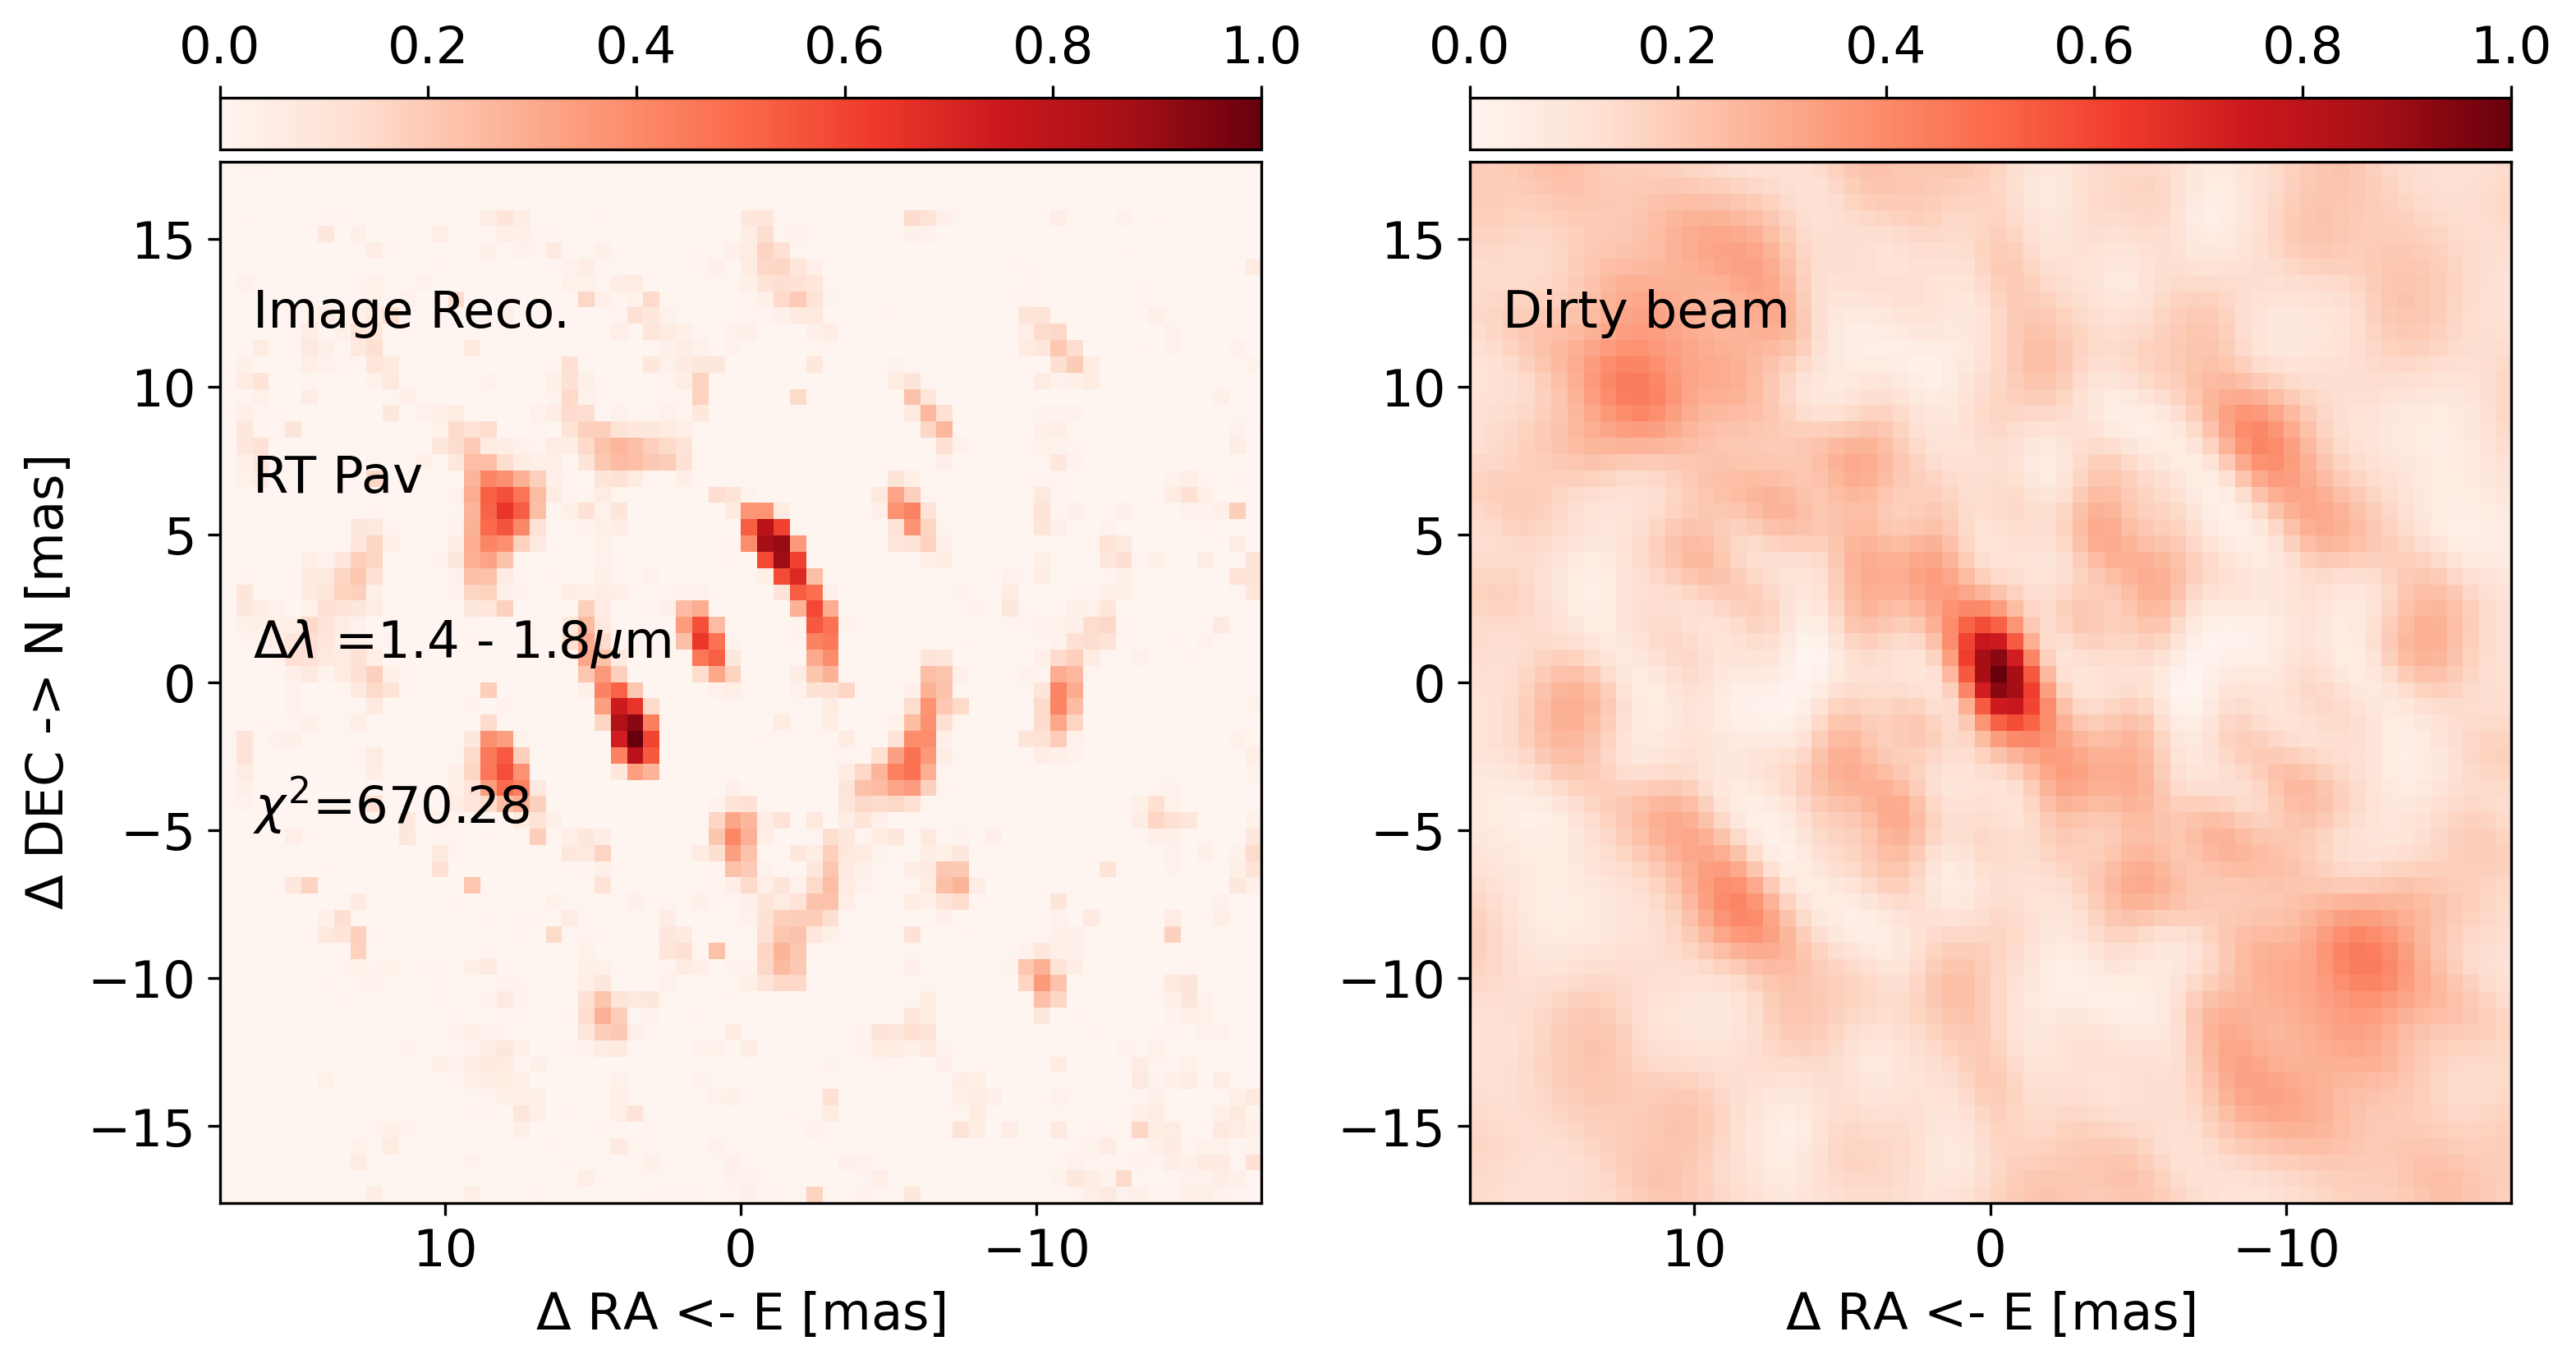 0.0 0.2 0.4 0.6 0.8 1.0
0.0 0.2 0.4 0.6 0.8 1.0
Image Reco.
RT Pav
Δλ =1.4 - 1.8μm
χ²=670.28
15
10
5
0
−5
−10
−15
Δ DEC -> N [mas]
10 0 −10
Δ RA <- E [mas]
Dirty beam
15
10
5
0
−5
−10
−15
10 0 −10
Δ RA <- E [mas]